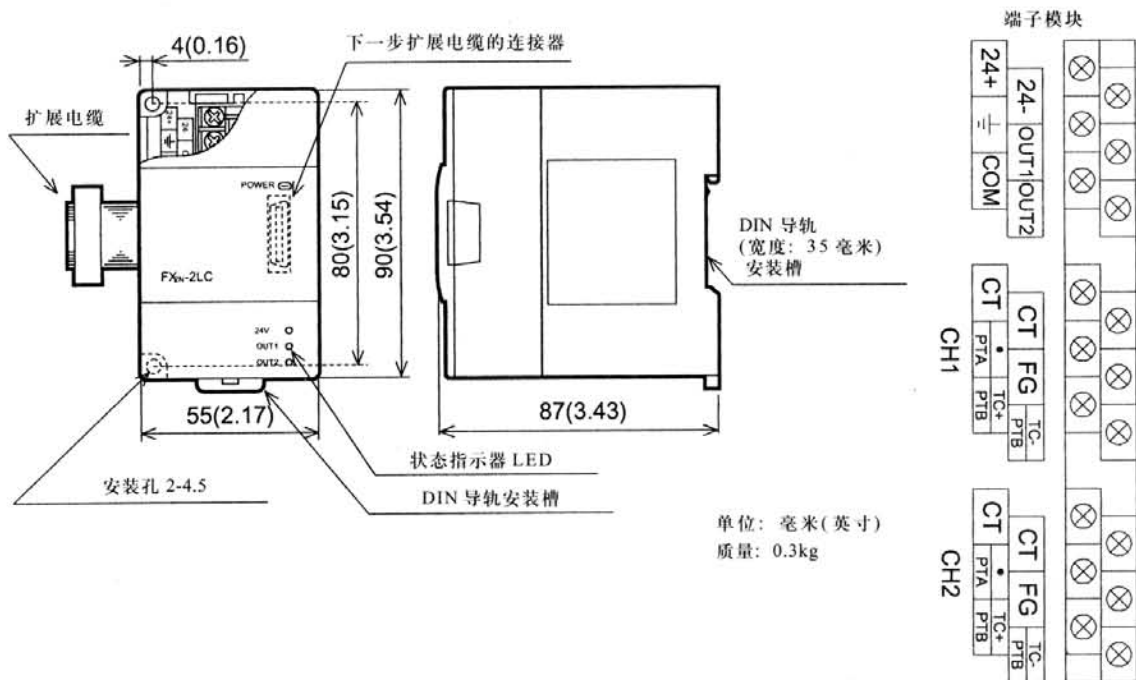 端子模块
4(0.16)
下一步扩展电缆的连接器
扩展电缆
24+
24
POWER
FX2N-2LC
24V
OUT1
OUT2
80(3.15)
90(3.54)
55(2.17)
87(3.43)
DIN 导轨
(宽度: 35 毫米)
安装槽
状态指示器 LED
安装孔 2-4.5
DIN 导轨安装槽
单位: 毫米(英寸)
质量: 0.3kg
24+
24-
OUT1
COM
OUT2
CH1
CT
CT
•
PTA
FG
TC+
PTB
TC-
PTB
CH2
CT
CT
•
PTA
FG
TC+
PTB
TC-
PTB